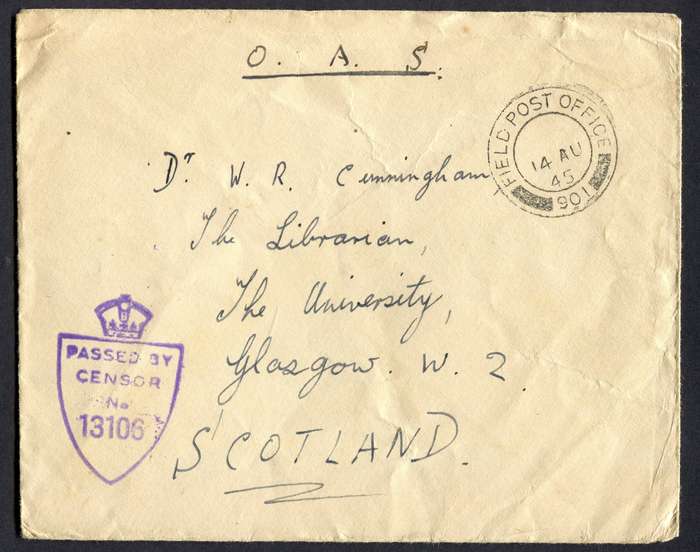 O. A. S.
FIELD POST OFFICE
14 AU
45
901
Dr. W. R. Cunningham
The Librarian,
The University,
Glasgow. W. 2.
SCOTLAND.
PASSED BY
CENSOR
No
13106